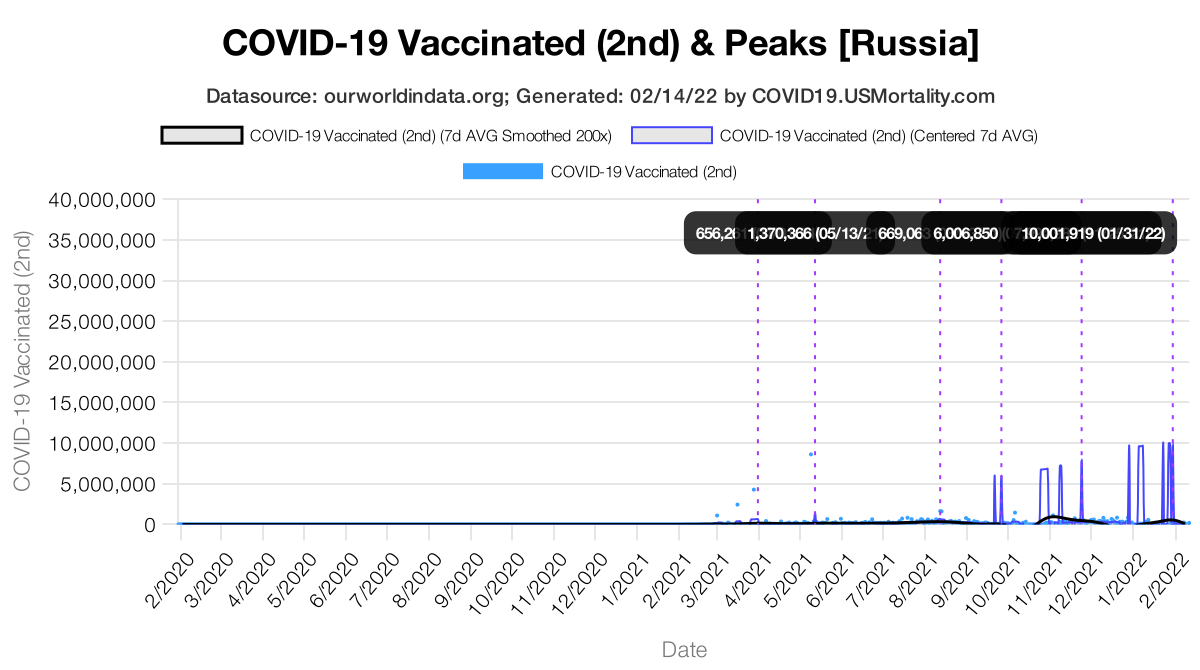 COVID-19 Vaccinated (2nd) & Peaks [Russia]
Datasource: ourworldindata.org; Generated: 02/14/22 by COVID19.USMortality.com
COVID-19 Vaccinated (2nd) (7d AVG Smoothed 200x) COVID-19 Vaccinated (2nd) (Centered 7d AVG)
COVID-19 Vaccinated (2nd)
40,000,000
35,000,000
30,000,000
25,000,000
20,000,000
15,000,000
10,000,000
5,000,000
0
COVID-19 Vaccinated (2nd)
1,370,366 (05/13/ 6,006,850 10,001,919 (01/31/22)
2/2020 3/2020 4/2020 5/2020 6/2020 7/2020 8/2020 9/2020 10/2020 11/2020 12/2020 1/2021 2/2021 3/2021 4/2021 5/2021 6/2021 7/2021 8/2021 9/2021 10/2021 11/2021 12/2021 1/2022 2/2022
Date